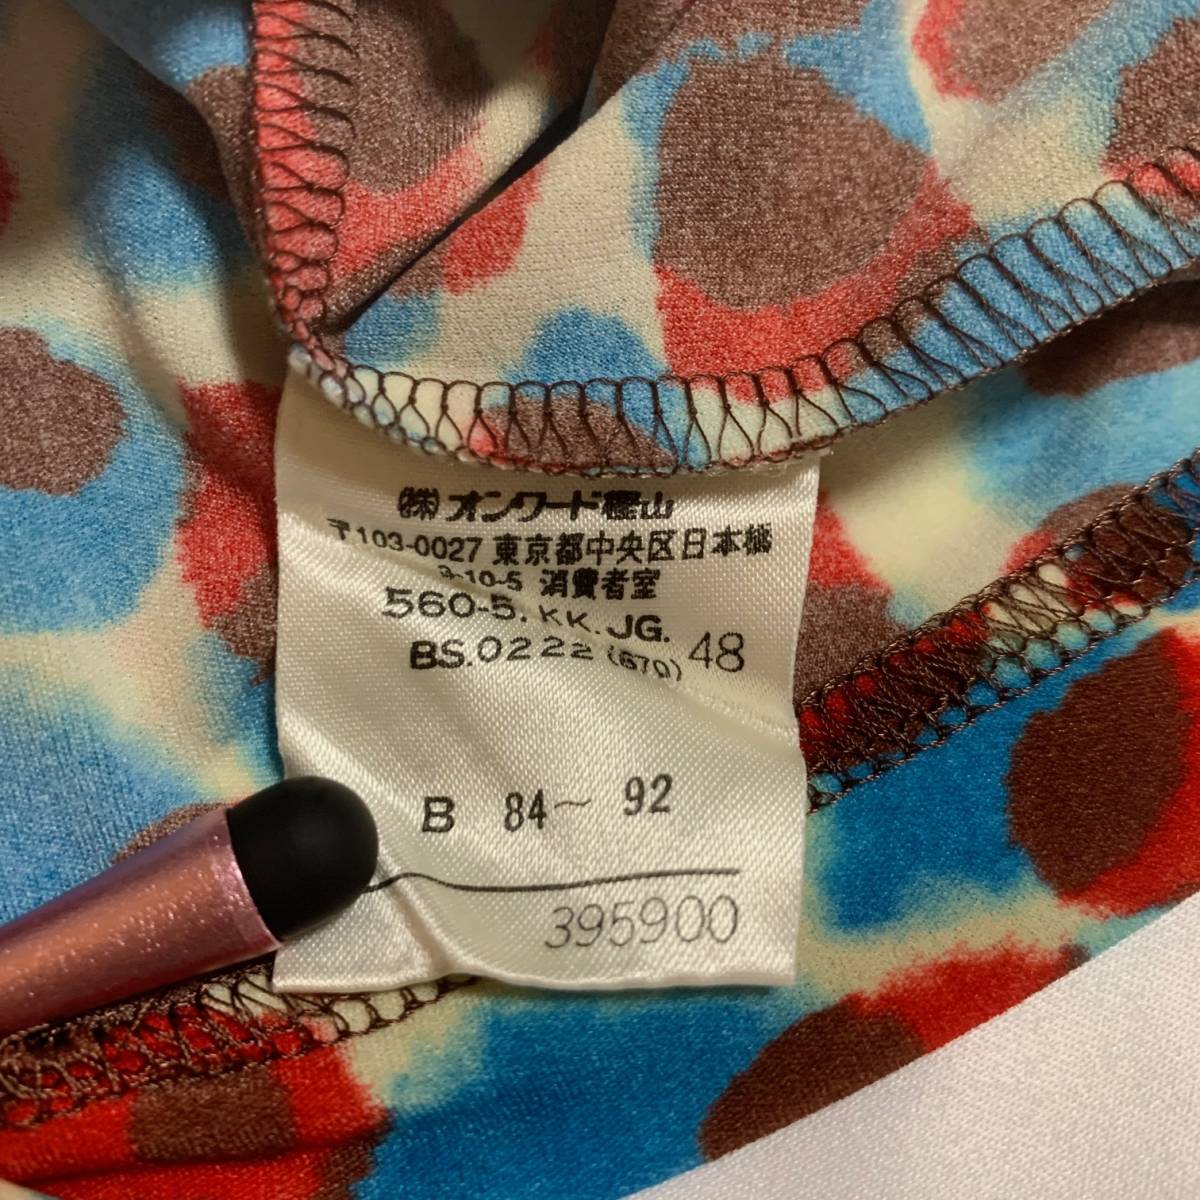 ㈱オンワード樫山
〒103-0027 東京都中央区日本橋
3-10-5 消費者室
560-5. KK. JG.
BS.0222 (670) 48
B 84～ 92
395900